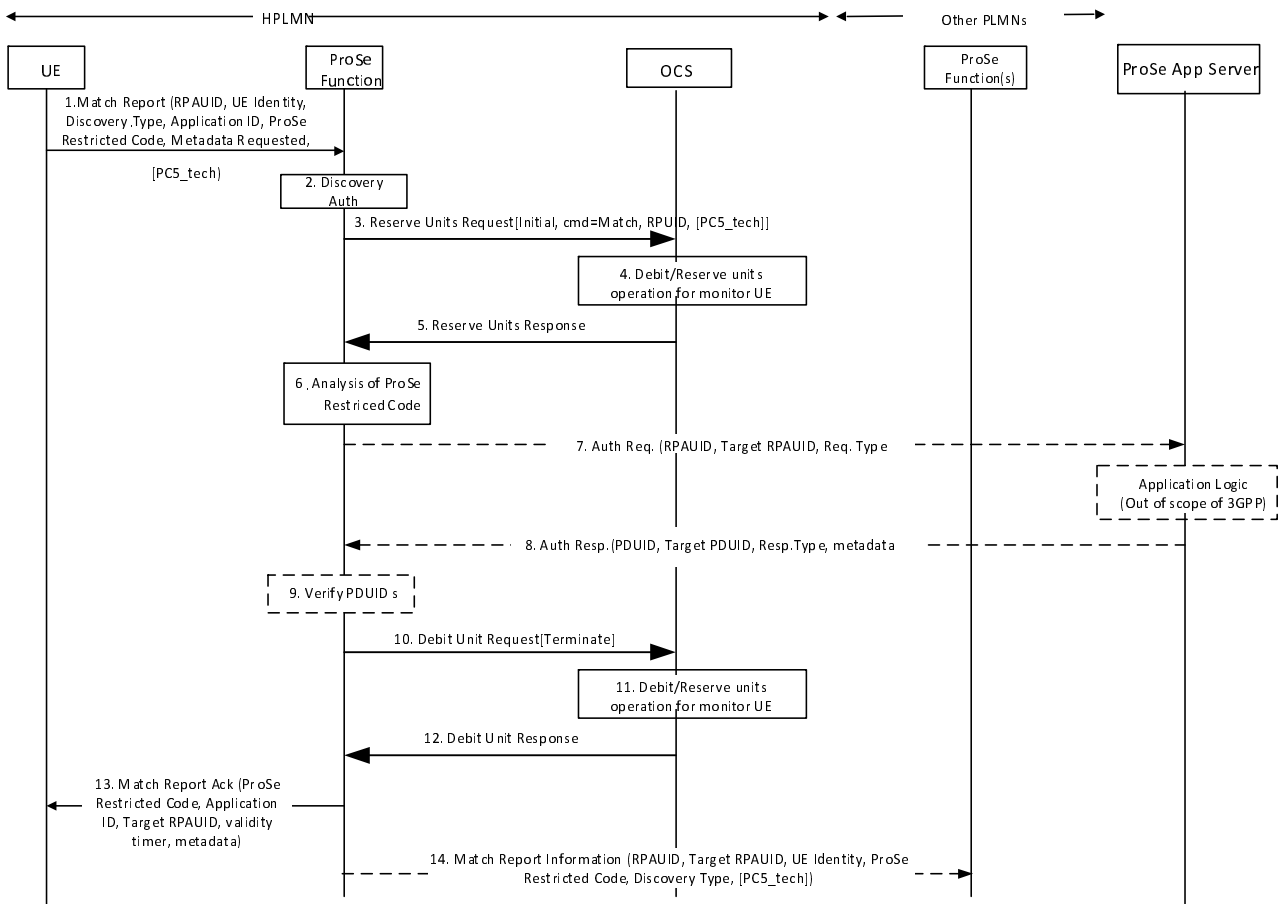 HPLMN
Other PLMNs
UE
ProSe
Function
OCS
ProSe
Function(s)
ProSe App Server
1.Match Report (RPAUID, UE Identity,
Discovery .Type, Application ID, ProSe
Restricted Code, Metadata Requested,
[PC5_tech)
2. Discovery
Auth
3. Reserve Units Request[Initial, cmd=Match, RPUID, [PC5_tech]]
4. Debit/Reserve units
operation for monitor UE
5. Reserve Units Response
6 . Analysis of ProSe
Restriced Code
7. Auth Req. (RPAUID, Target RPAUID, Req. Type
Application Logic
(Out of scope of 3GPP)
8. Auth Resp.(PDUID, Target PDUID, Resp.Type, metadata
9. Verify PDUID s
10. Debit Unit Request[Terminate]
11. Debit/Reserve units
operation for monitor UE
12. Debit Unit Response
13. Match Report Ack (ProSe
Restricted Code, Application
ID, Target RPAUID, validity
timer, metadata)
14. Match Report Information (RPAUID, Target RPAUID, UE Identity, ProSe
Restricted Code, Discovery Type, [PC5_tech])